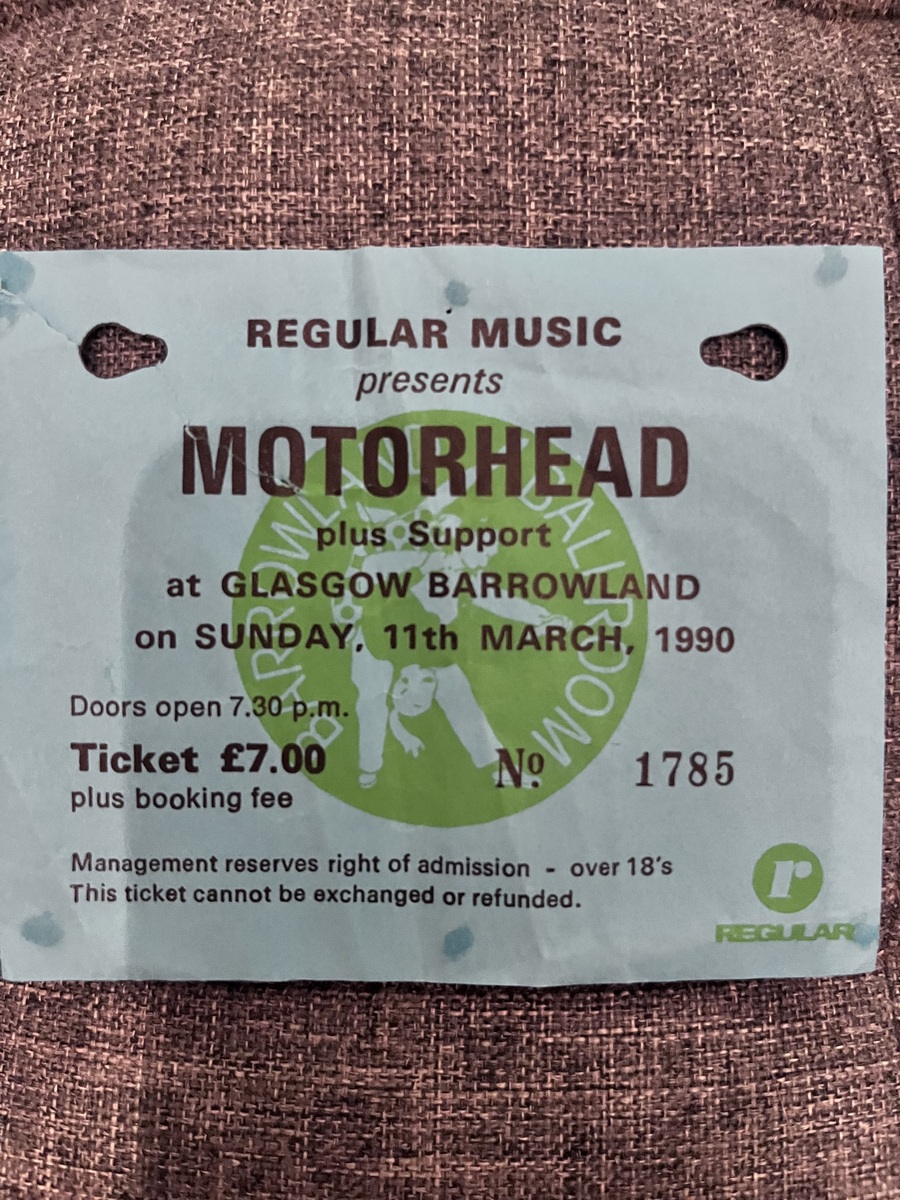 REGULAR MUSIC
presents
MOTORHEAD
plus Support
at GLASGOW BARROWLAND
on SUNDAY, 11th MARCH, 1990
BARROWLAND BALLROOM
Doors open 7.30 p.m.
Ticket £7.00
plus booking fee
Nº 1785
Management reserves right of admission - over 18's
This ticket cannot be exchanged or refunded.
r
REGULAR